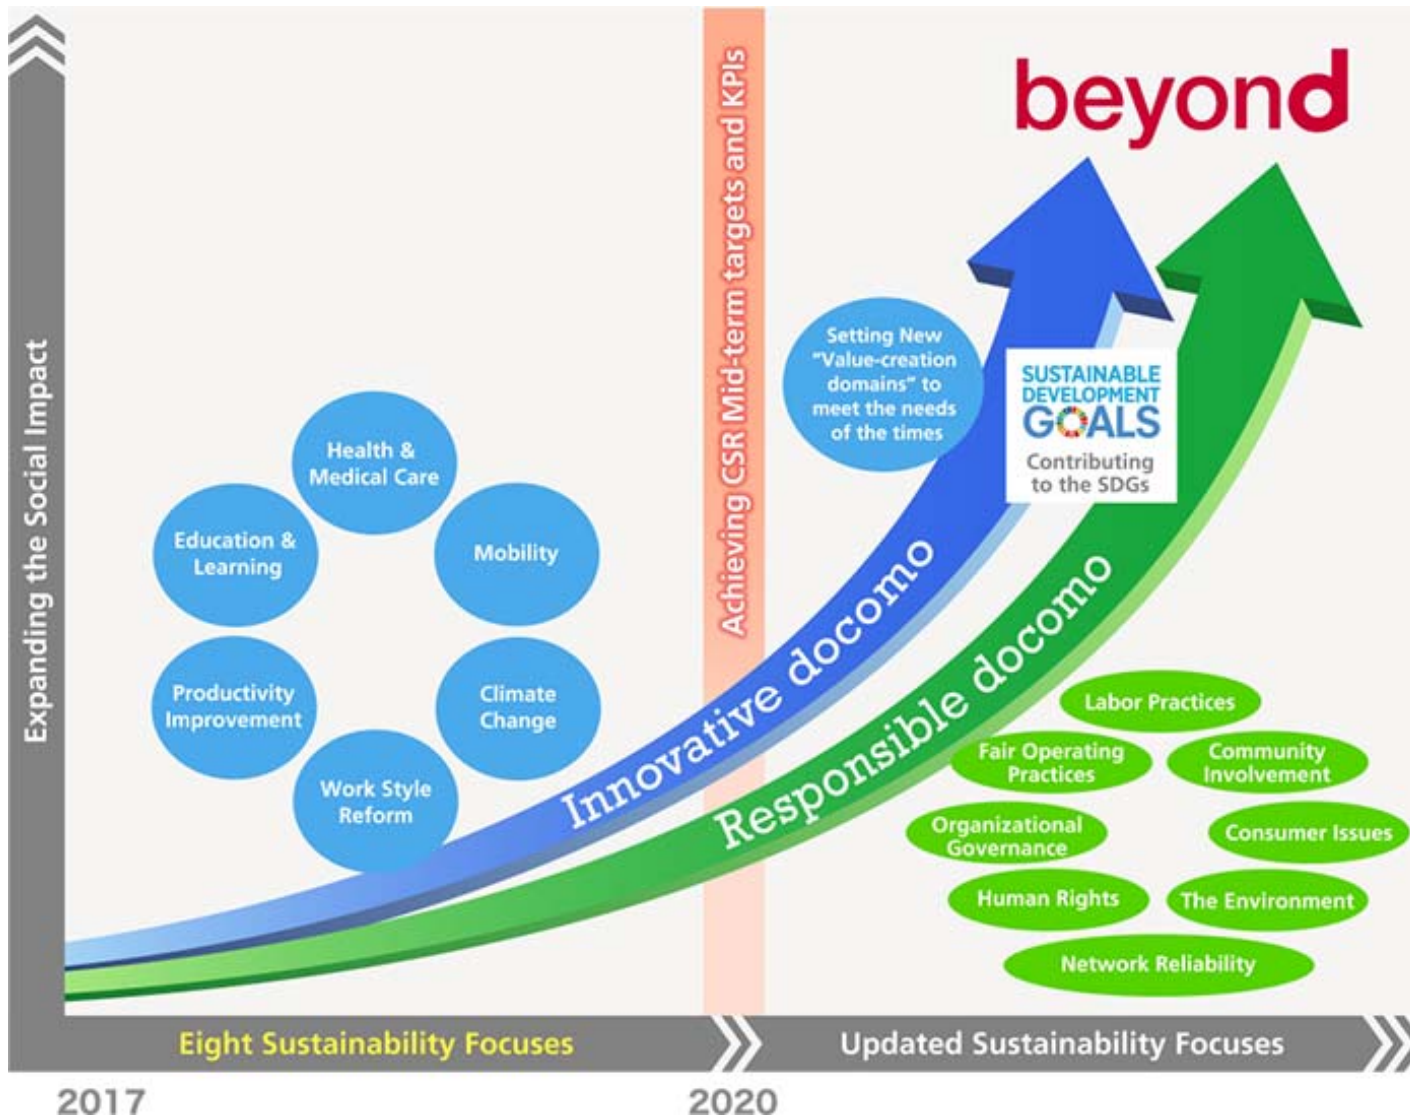 Expanding the Social Impact
Achieving CSR Mid-term targets and KPIs
beyond
Health &
Medical Care
Education &
Learning
Mobility
Productivity
Improvement
Climate
Change
Work Style
Reform
Setting New
"Value-creation
domains" to
meet the needs
of the times
SUSTAINABLE
DEVELOPMENT
GOALS
Contributing
to the SDGs
Innovative docomo
Responsible docomo
Labor Practices
Fair Operating
Practices
Community
Involvement
Organizational
Governance
Consumer Issues
Human Rights
The Environment
Network Reliability
Eight Sustainability Focuses
Updated Sustainability Focuses
2017
2020